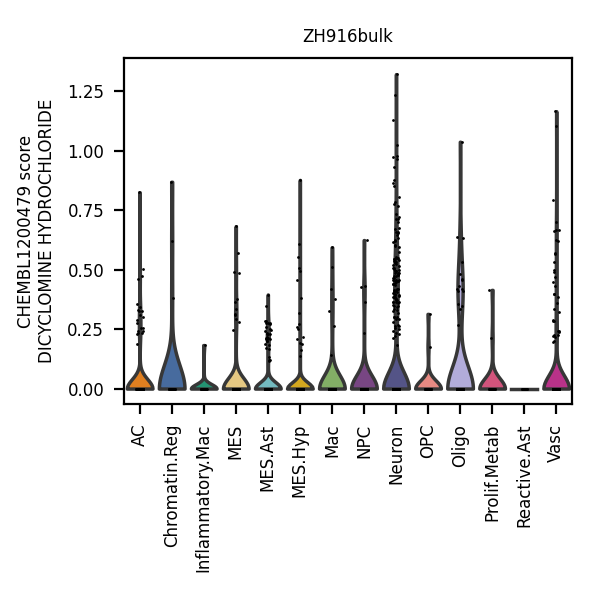 ZH916bulk
CHEMBL1200479 score
DICYCLOMINE HYDROCHLORIDE
1.25
1.00
0.75
0.50
0.25
0.00
AC
Chromatin.Reg
Inflammatory.Mac
MES
MES.Ast
MES.Hyp
Mac
NPC
Neuron
OPC
Oligo
Prolif.Metab
Reactive.Ast
Vasc